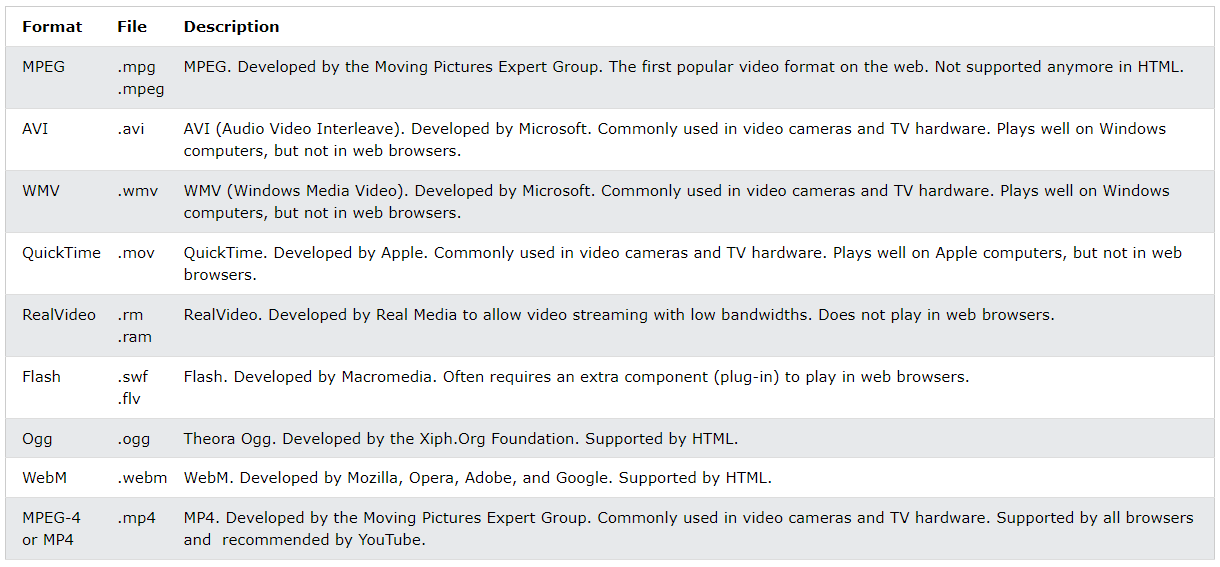 Format File Description
MPEG .mpg MPEG. Developed by the Moving Pictures Expert Group. The first popular video format on the web. Not supported anymore in HTML.
.mpeg
AVI .avi AVI (Audio Video Interleave). Developed by Microsoft. Commonly used in video cameras and TV hardware. Plays well on Windows
computers, but not in web browsers.
WMV .wmv WMV (Windows Media Video). Developed by Microsoft. Commonly used in video cameras and TV hardware. Plays well on Windows
computers, but not in web browsers.
QuickTime .mov QuickTime. Developed by Apple. Commonly used in video cameras and TV hardware. Plays well on Apple computers, but not in web
browsers.
RealVideo .rm RealVideo. Developed by Real Media to allow video streaming with low bandwidths. Does not play in web browsers.
.ram
Flash .swf Flash. Developed by Macromedia. Often requires an extra component (plug-in) to play in web browsers.
.flv
Ogg .ogg Theora Ogg. Developed by the Xiph.Org Foundation. Supported by HTML.
WebM .webm WebM. Developed by Mozilla, Opera, Adobe, and Google. Supported by HTML.
MPEG-4 .mp4 MP4. Developed by the Moving Pictures Expert Group. Commonly used in video cameras and TV hardware. Supported by all browsers
or MP4 and  recommended by YouTube.